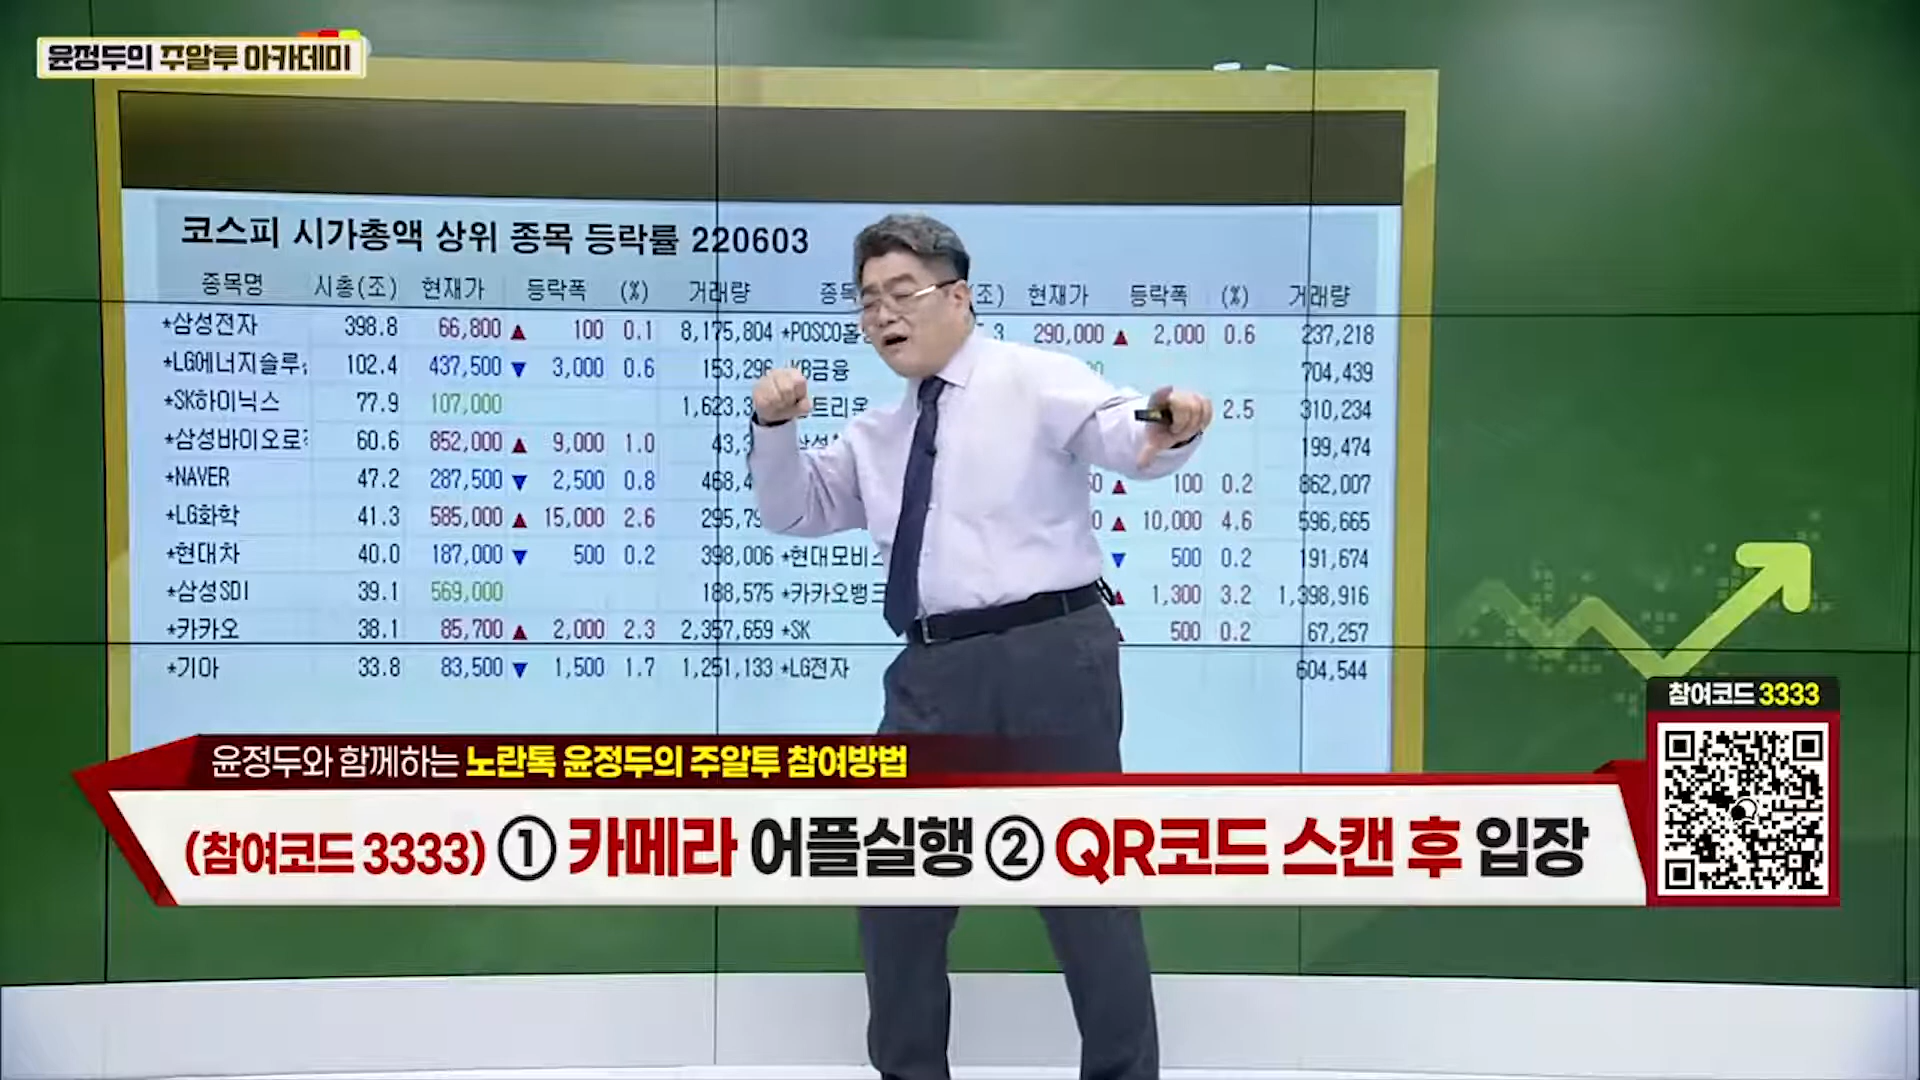 윤정두의 주알투 아카데미
코스피 시가총액 상위 종목 등락률 220603
종목명 시총(조) 현재가 등락폭 (%) 거래량 현재가 등락폭 (%) 거래량
*삼성전자 398.8 66,800 ▲ 100 0.1 8,175,804 *POSCO홀 290,000 ▲ 2,000 0.6 237,218
*LG에너지솔루 102.4 437,500 ▼ 3,000 0.6 153,296 KB금융 704,439
*SK하이닉스 77.9 107,000 트리온 2.5 310,234
*삼성바이오로 60.6 852,000 ▲ 9,000 1.0 199,474
*NAVER 47.2 287,500 ▼ 2,500 0.8 ▲ 100 0.2 862,007
*LG화학 41.3 585,000 ▲ 15,000 2.6 ▲ 10,000 4.6 596,665
*현대차 40.0 187,000 ▼ 500 0.2 398,006 *현대모비스 ▼ 500 0.2 191,674
*삼성SDI 39.1 569,000 188,575 *카카오뱅크 ▲ 1,300 3.2 1,398,916
*카카오 38.1 85,700 ▲ 2,000 2.3 2,357,659 *SK ▲ 500 0.2 67,257
*기아 33.8 83,500 ▼ 1,500 1.7 1,251,133 *LG전자 604,544
참여코드 3333
윤정두와 함께하는 노란톡 윤정두의 주알투 참여방법
(참여코드 3333) ① 카메라 어플실행 ② QR코드 스캔 후 입장